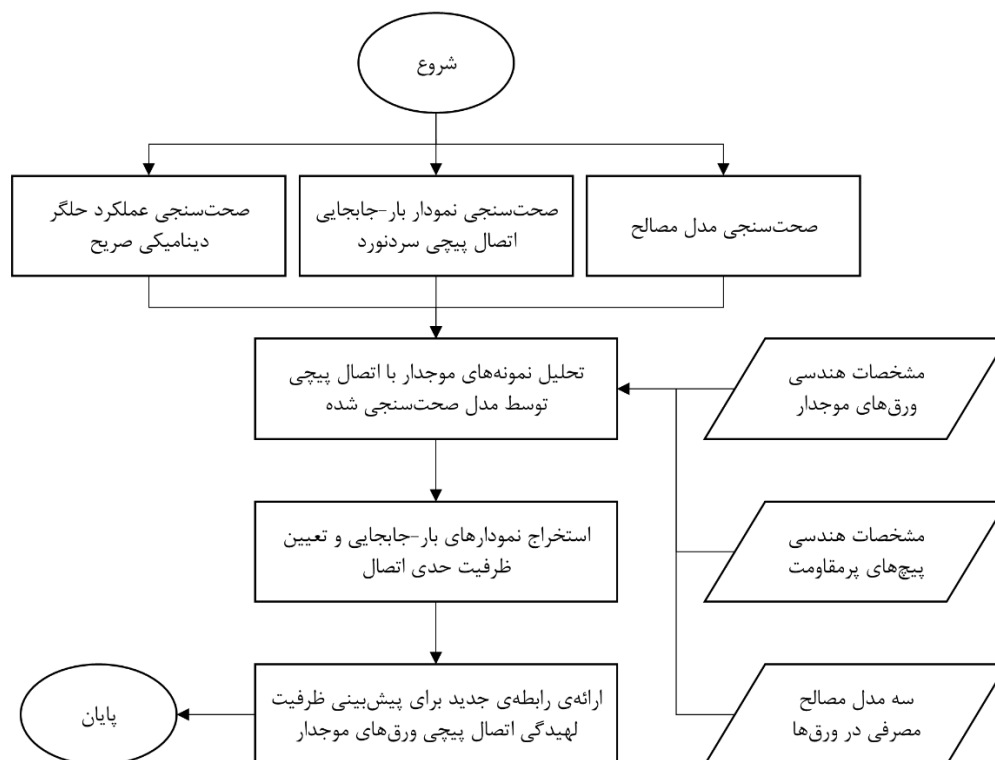 شروع
صحت‌سنجی مدل مصالح
صحت‌سنجی نمودار بار-جابجایی
اتصال پیچی سردنورد
صحت‌سنجی عملکرد حلگر
دینامیکی صریح
تحلیل نمونه‌های موجدار با اتصال پیچی
توسط مدل صحت‌سنجی شده
مشخصات هندسی
ورق‌های موجدار
استخراج نمودارهای بار-جابجایی و تعیین
ظرفیت حدی اتصال
مشخصات هندسی
پیچ‌های پرمقاومت
ارائه‌ی رابطه‌ی جدید برای پیش‌بینی ظرفیت
لهیدگی اتصال پیچی ورق‌های موجدار
سه مدل مصالح
مصرفی در ورق‌ها
پایان